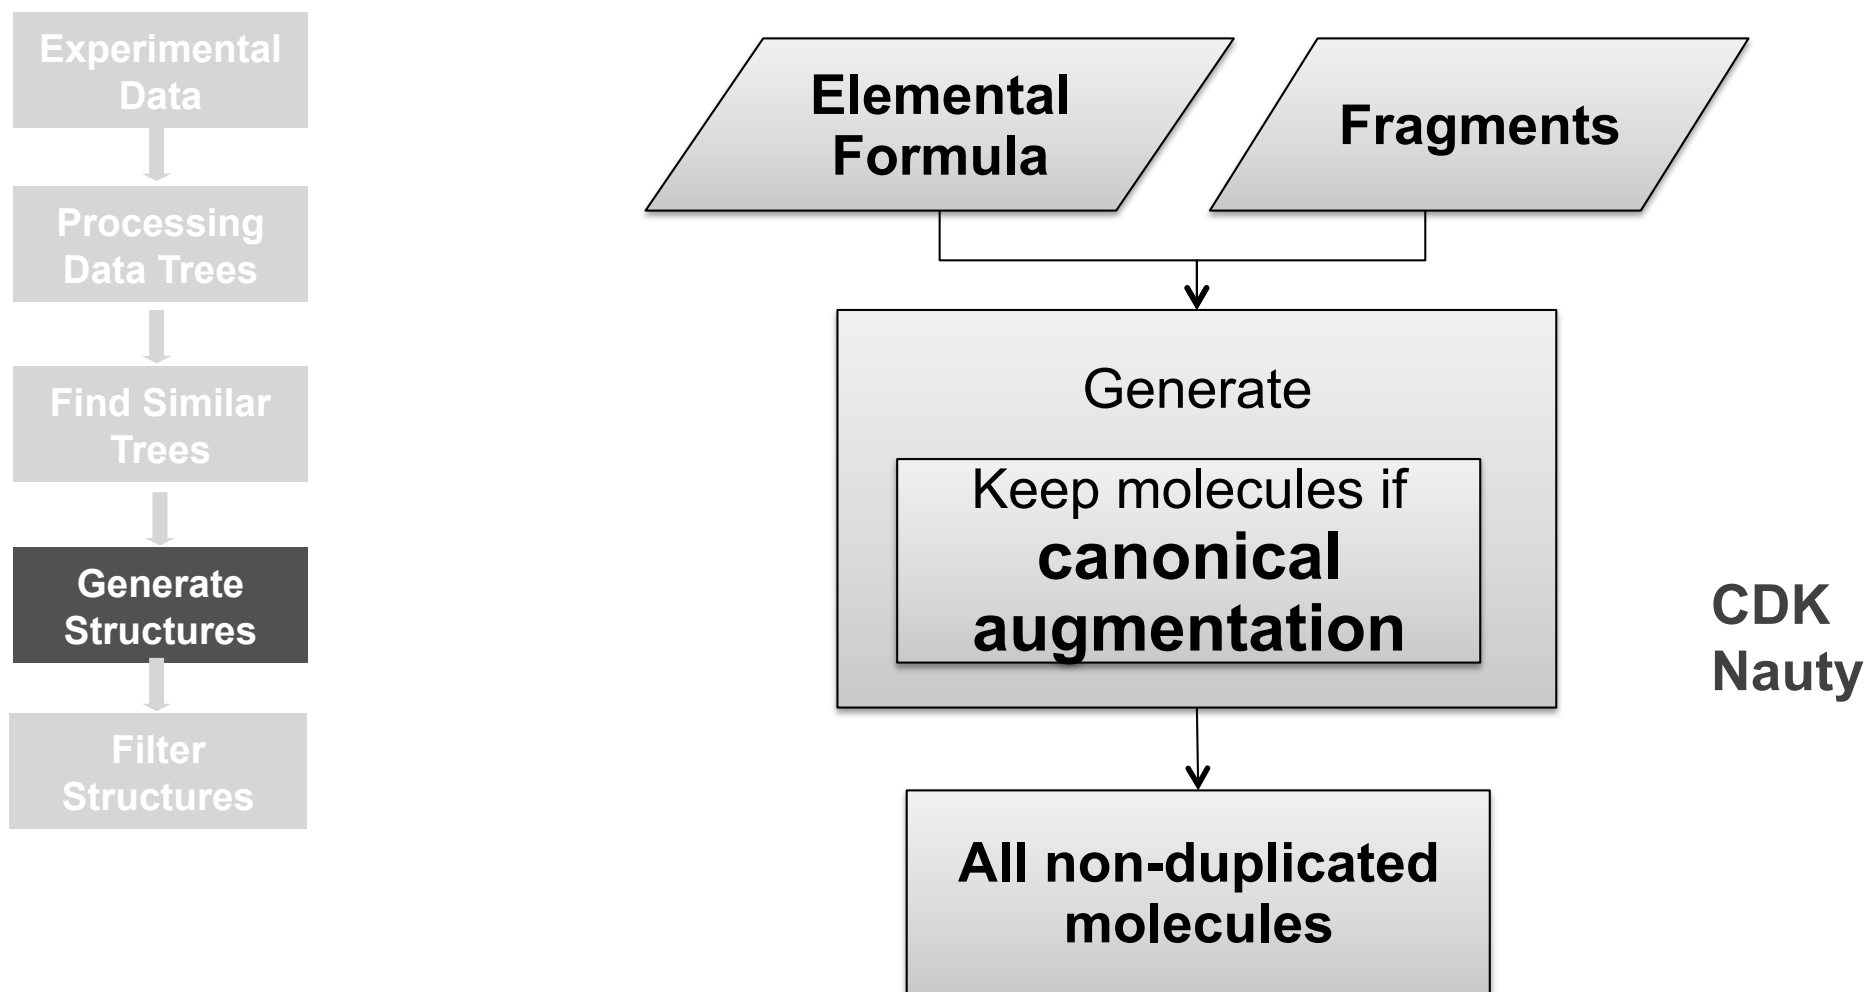 Experimental
Data
Processing
Data Trees
Find Similar
Trees
Generate
Structures
Filter
Structures
Elemental
Formula
Fragments
Generate
Keep molecules if
canonical
augmentation
All non-duplicated
molecules
CDK
Nauty